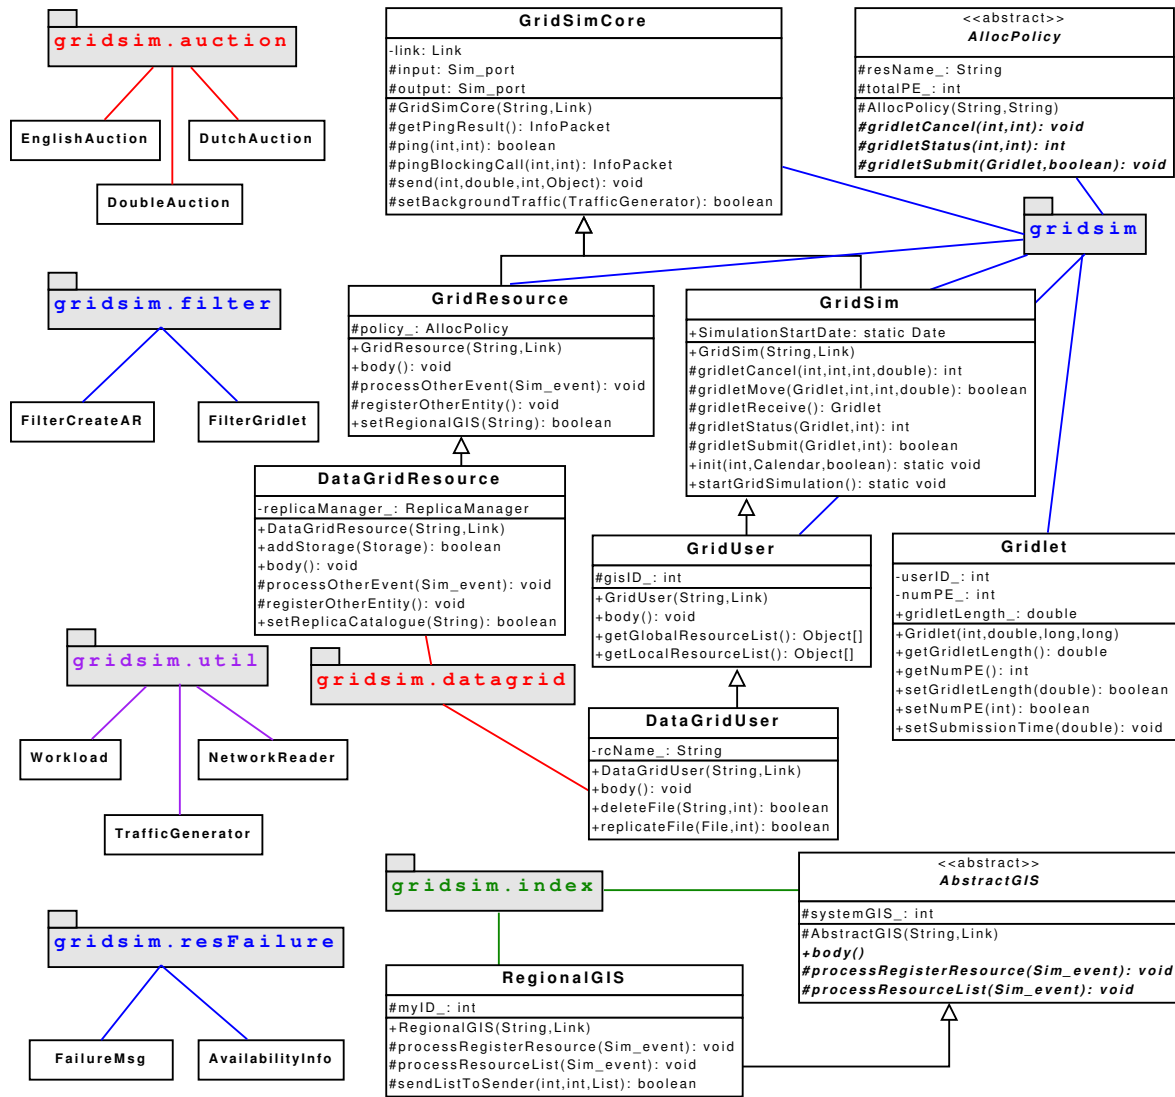 gridsim.auction
EnglishAuction
DutchAuction
DoubleAuction
GridSimCore
-link: Link
#input: Sim_port
#output: Sim_port
#GridSimCore(String,Link)
#getPingResult(): InfoPacket
#ping(int,int): boolean
#pingBlockingCall(int,int): InfoPacket
#send(int,double,int,Object): void
#setBackgroundTraffic(TrafficGenerator): boolean
<<abstract>>
AllocPolicy
#resName_: String
#totalPE_: int
#AllocPolicy(String,String)
#gridletCancel(int,int): void
#gridletStatus(int,int): int
#gridletSubmit(Gridlet,boolean): void
gridsim
gridsim.filter
FilterCreateAR
FilterGridlet
GridResource
#policy_: AllocPolicy
+GridResource(String,Link)
+body(): void
#processOtherEvent(Sim_event): void
#registerOtherEntity(): void
+setRegionalGIS(String): boolean
GridSim
+SimulationStartDate: static Date
+GridSim(String,Link)
#gridletCancel(int,int,int,double): int
#gridletMove(Gridlet,int,int,double): boolean
#gridletReceive(): Gridlet
#gridletStatus(Gridlet,int): int
#gridletSubmit(Gridlet,int): boolean
+init(int,Calendar,boolean): static void
+startGridSimulation(): static void
DataGridResource
-replicaManager_: ReplicaManager
+DataGridResource(String,Link)
+addStorage(Storage): boolean
+body(): void
#processOtherEvent(Sim_event): void
#registerOtherEntity(): void
+setReplicaCatalogue(String): boolean
GridUser
#gisID_: int
+GridUser(String,Link)
+body(): void
+getGlobalResourceList(): Object[]
+getLocalResourceList(): Object[]
Gridlet
-userID_: int
-numPE_: int
+gridletLength_: double
+Gridlet(int,double,long,long)
+getGridletLength(): double
+getNumPE(): int
+setGridletLength(double): boolean
+setNumPE(int): boolean
+setSubmissionTime(double): void
gridsim.util
Workload
NetworkReader
TrafficGenerator
gridsim.datagrid
DataGridUser
-rcName_: String
+DataGridUser(String,Link)
+body(): void
+deleteFile(String,int): boolean
+replicateFile(File,int): boolean
gridsim.index
<<abstract>>
AbstractGIS
#systemGIS_: int
#AbstractGIS(String,Link)
+body()
#processRegisterResource(Sim_event): void
#processResourceList(Sim_event): void
gridsim.resFailure
FailureMsg
AvailabilityInfo
RegionalGIS
#myID_: int
+RegionalGIS(String,Link)
#processRegisterResource(Sim_event): void
#processResourceList(Sim_event): void
#sendListToSender(int,int,List): boolean